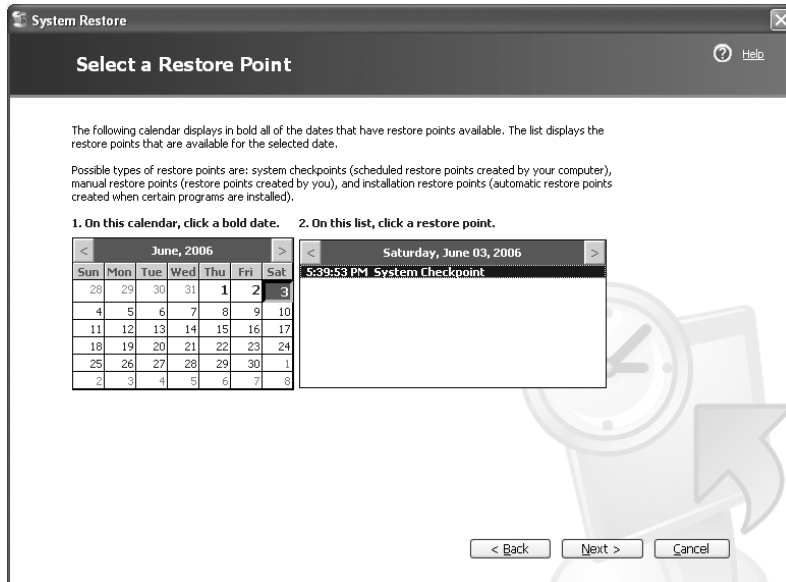 System Restore
Select a Restore Point
Help
The following calendar displays in bold all of the dates that have restore points available. The list displays the
restore points that are available for the selected date.
Possible types of restore points are: system checkpoints (scheduled restore points created by your computer),
manual restore points (restore points created by you), and installation restore points (automatic restore points
created when certain programs are installed).
1. On this calendar, click a bold date.
2. On this list, click a restore point.
< June, 2006 >
Sun Mon Tue Wed Thu Fri Sat
28 29 30 31 1 2 3
4 5 6 7 8 9 10
11 12 13 14 15 16 17
18 19 20 21 22 23 24
25 26 27 28 29 30 1
2 3 4 5 6 7 8
< Saturday, June 03, 2006 >
5:39:53 PM System Checkpoint
< Back
Next >
Cancel